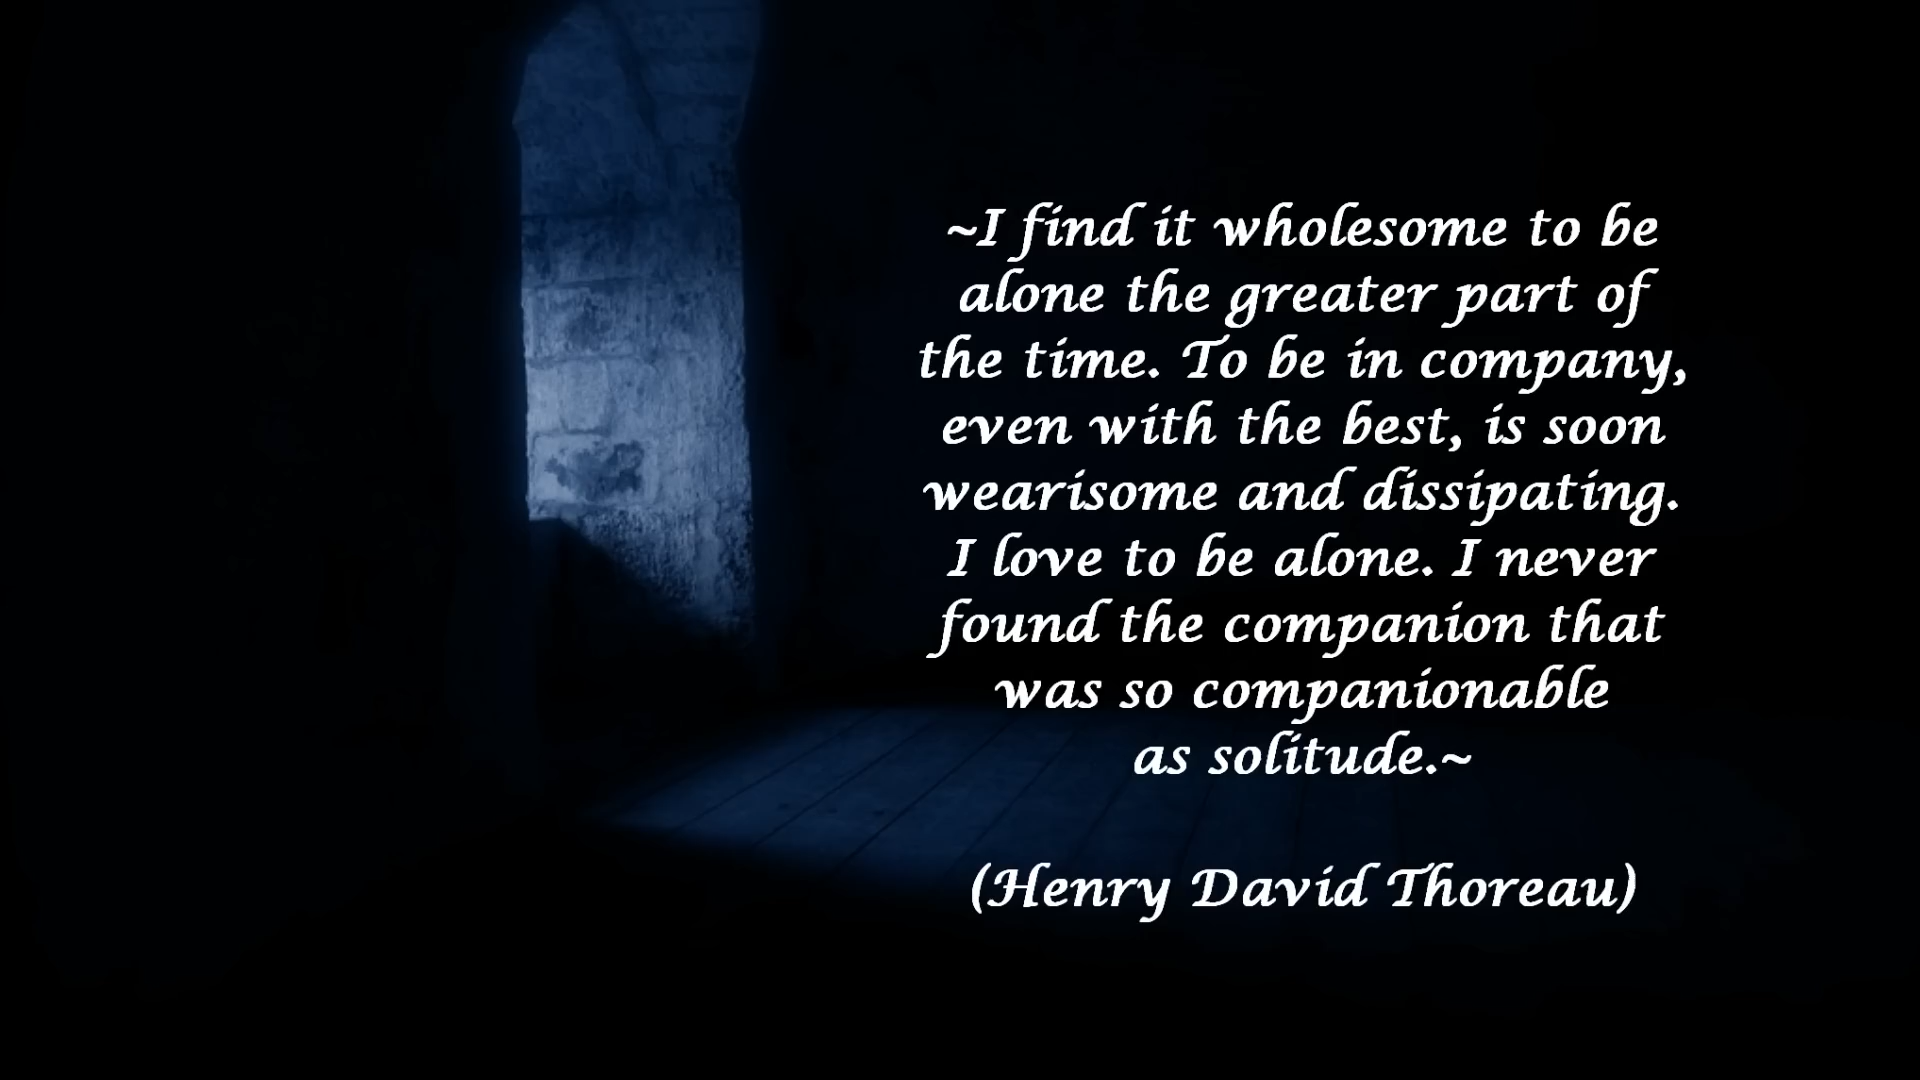 ~I find it wholesome to be
alone the greater part of
the time. To be in company,
even with the best, is soon
wearisome and dissipating.
I love to be alone. I never
found the companion that
was so companionable
as solitude.~
(Henry David Thoreau)